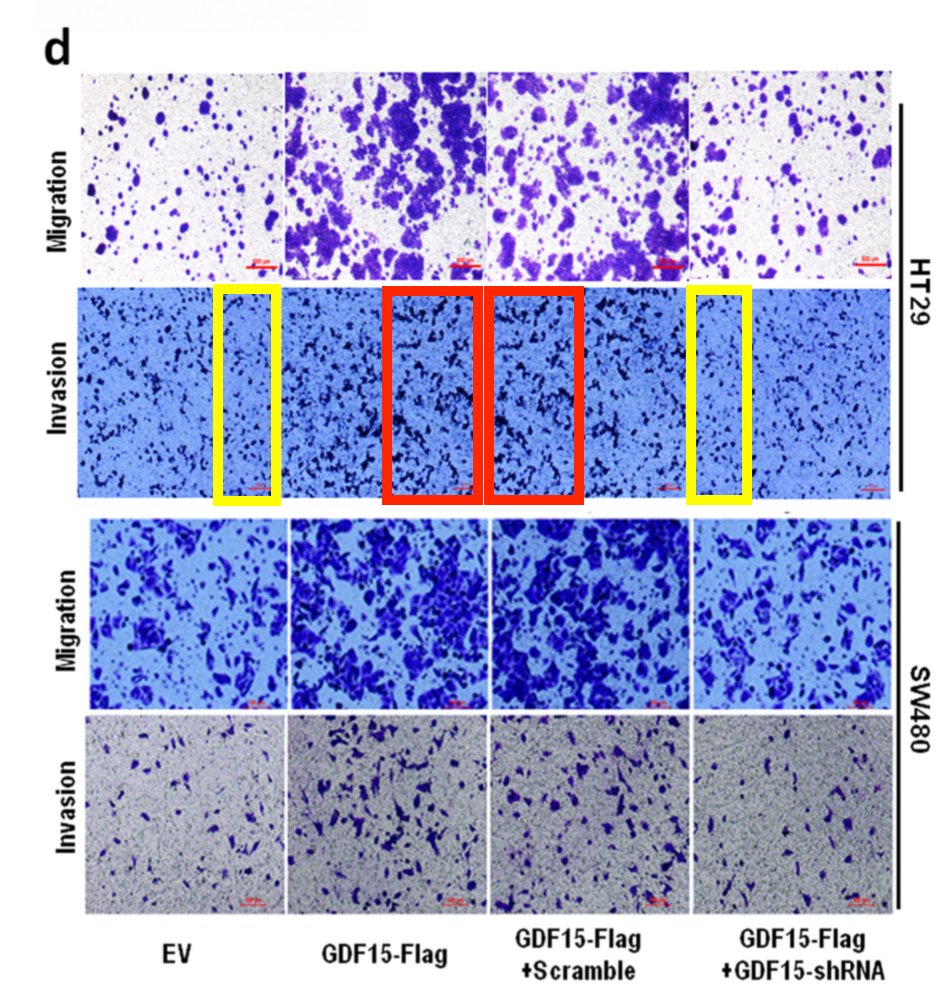 d
Migration
Invasion
HT29
Migration
Invasion
SW480
EV
GDF15-Flag
GDF15-Flag
+Scramble
GDF15-Flag
+GDF15-shRNA